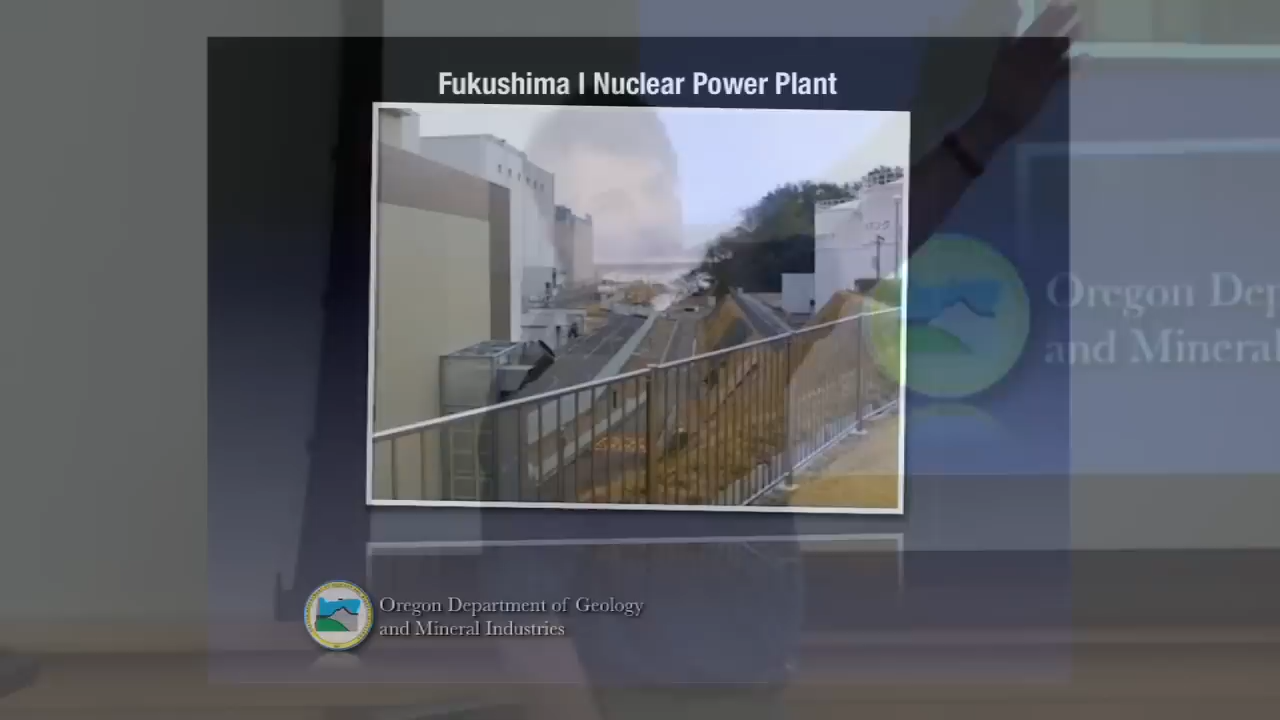 Fukushima I Nuclear Power Plant
Oregon Dep
and Mineral
Oregon Department of Geology
and Mineral Industries